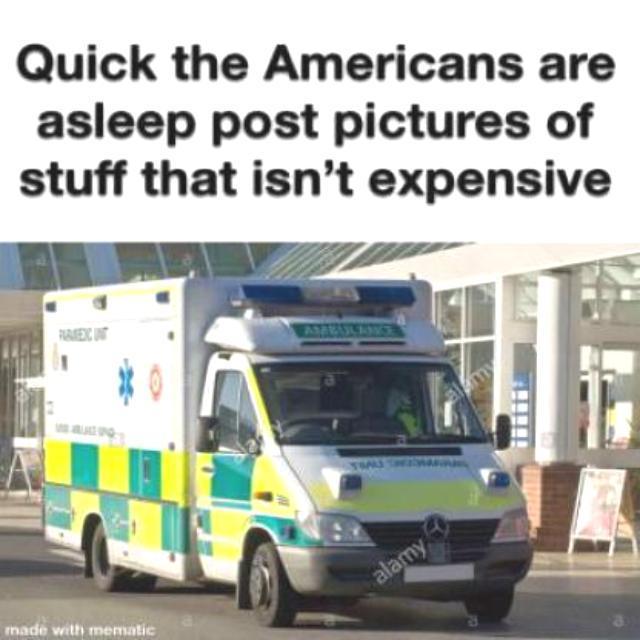 Quick the Americans are
asleep post pictures of
stuff that isn't expensive
AMBULANCE
PARAMEDIC UNIT
alamy
alamy
made with mematic